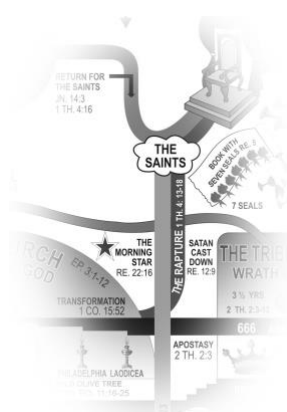 RETURN FOR
THE SAINTS
JN. 14:3
1 TH. 4:16
THE
SAINTS
BOOK WITH
SEVEN SEALS RE. 5
7 SEALS
THE RAPTURE 1 TH. 4: 13-18
THE
MORNING
STAR
RE. 22:16
SATAN
CAST
DOWN
RE. 12:9
EP. 3:1-12
GOD
TRANSFORMATION
1 CO. 15:52
THE TRIB
WRATH
3 ½ YRS
2 TH. 2:3-12
666
APOSTASY
2 TH. 2:3
PHILADELPHIA LAODICEA
OLIVE TREE